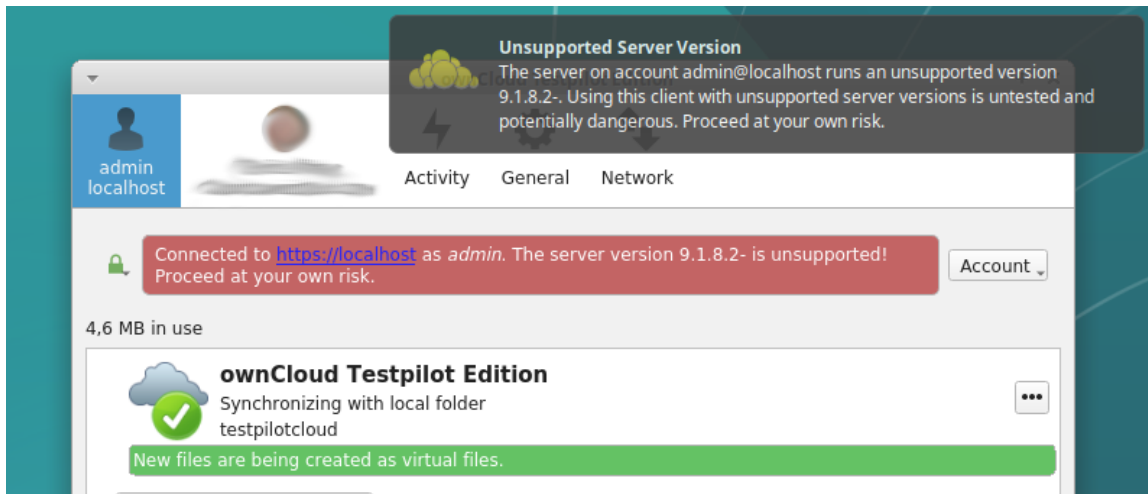 Unsupported Server Version
The server on account admin@localhost runs an unsupported version
9.1.8.2-. Using this client with unsupported server versions is untested and
potentially dangerous. Proceed at your own risk.
admin
localhost
Activity
General
Network
Connected to https://localhost as admin. The server version 9.1.8.2- is unsupported!
Proceed at your own risk.
Account
4,6 MB in use
ownCloud Testpilot Edition
Synchronizing with local folder
testpilotcloud
New files are being created as virtual files.